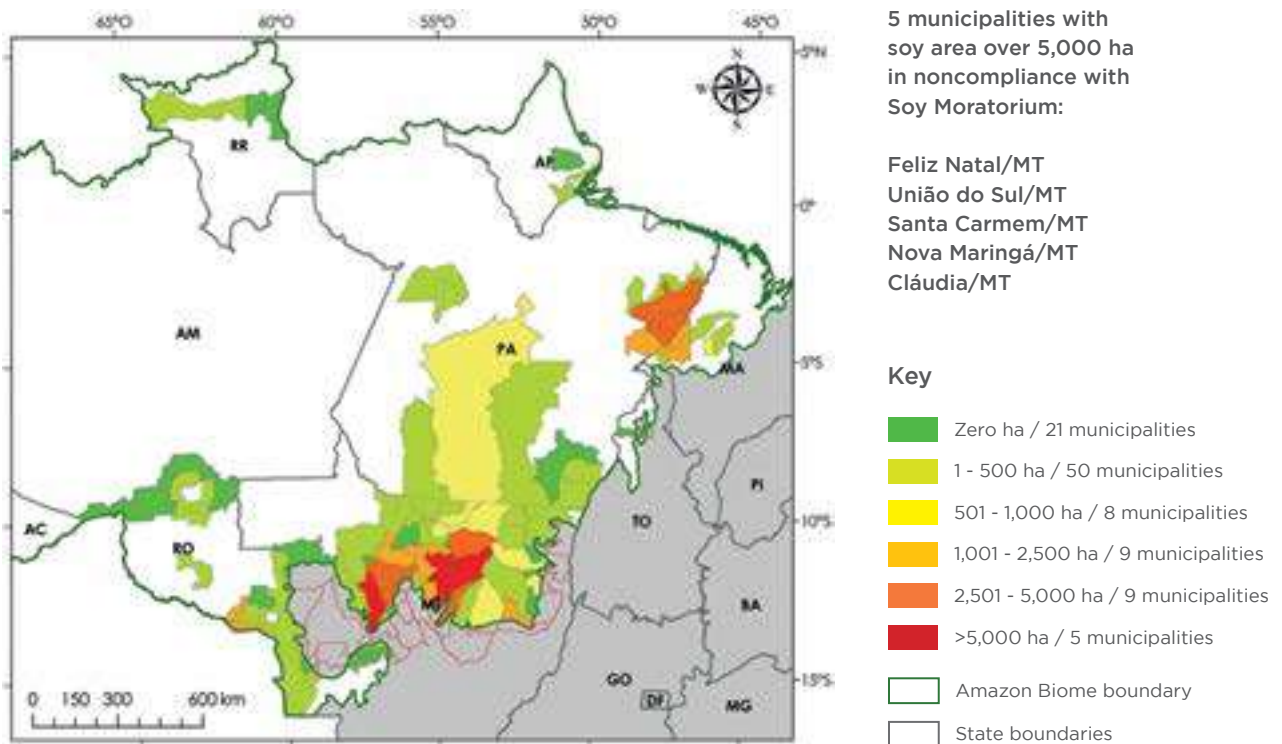 65°O 60°O 55°O 50°O 45°O
5°N
N
W E
S
RR
AP
0°
AM
PA
5°S
MA
PI
AC
TO
10°S
RO
MT
BA
15°S
GO
DF
MG
0 150 300 600 km
5 municipalities with
soy area over 5,000 ha
in noncompliance with
Soy Moratorium:
Feliz Natal/MT
União do Sul/MT
Santa Carmem/MT
Nova Maringá/MT
Cláudia/MT
Key
Zero ha / 21 municipalities
1 - 500 ha / 50 municipalities
501 - 1,000 ha / 8 municipalities
1,001 - 2,500 ha / 9 municipalities
2,501 - 5,000 ha / 9 municipalities
>5,000 ha / 5 municipalities
Amazon Biome boundary
State boundaries